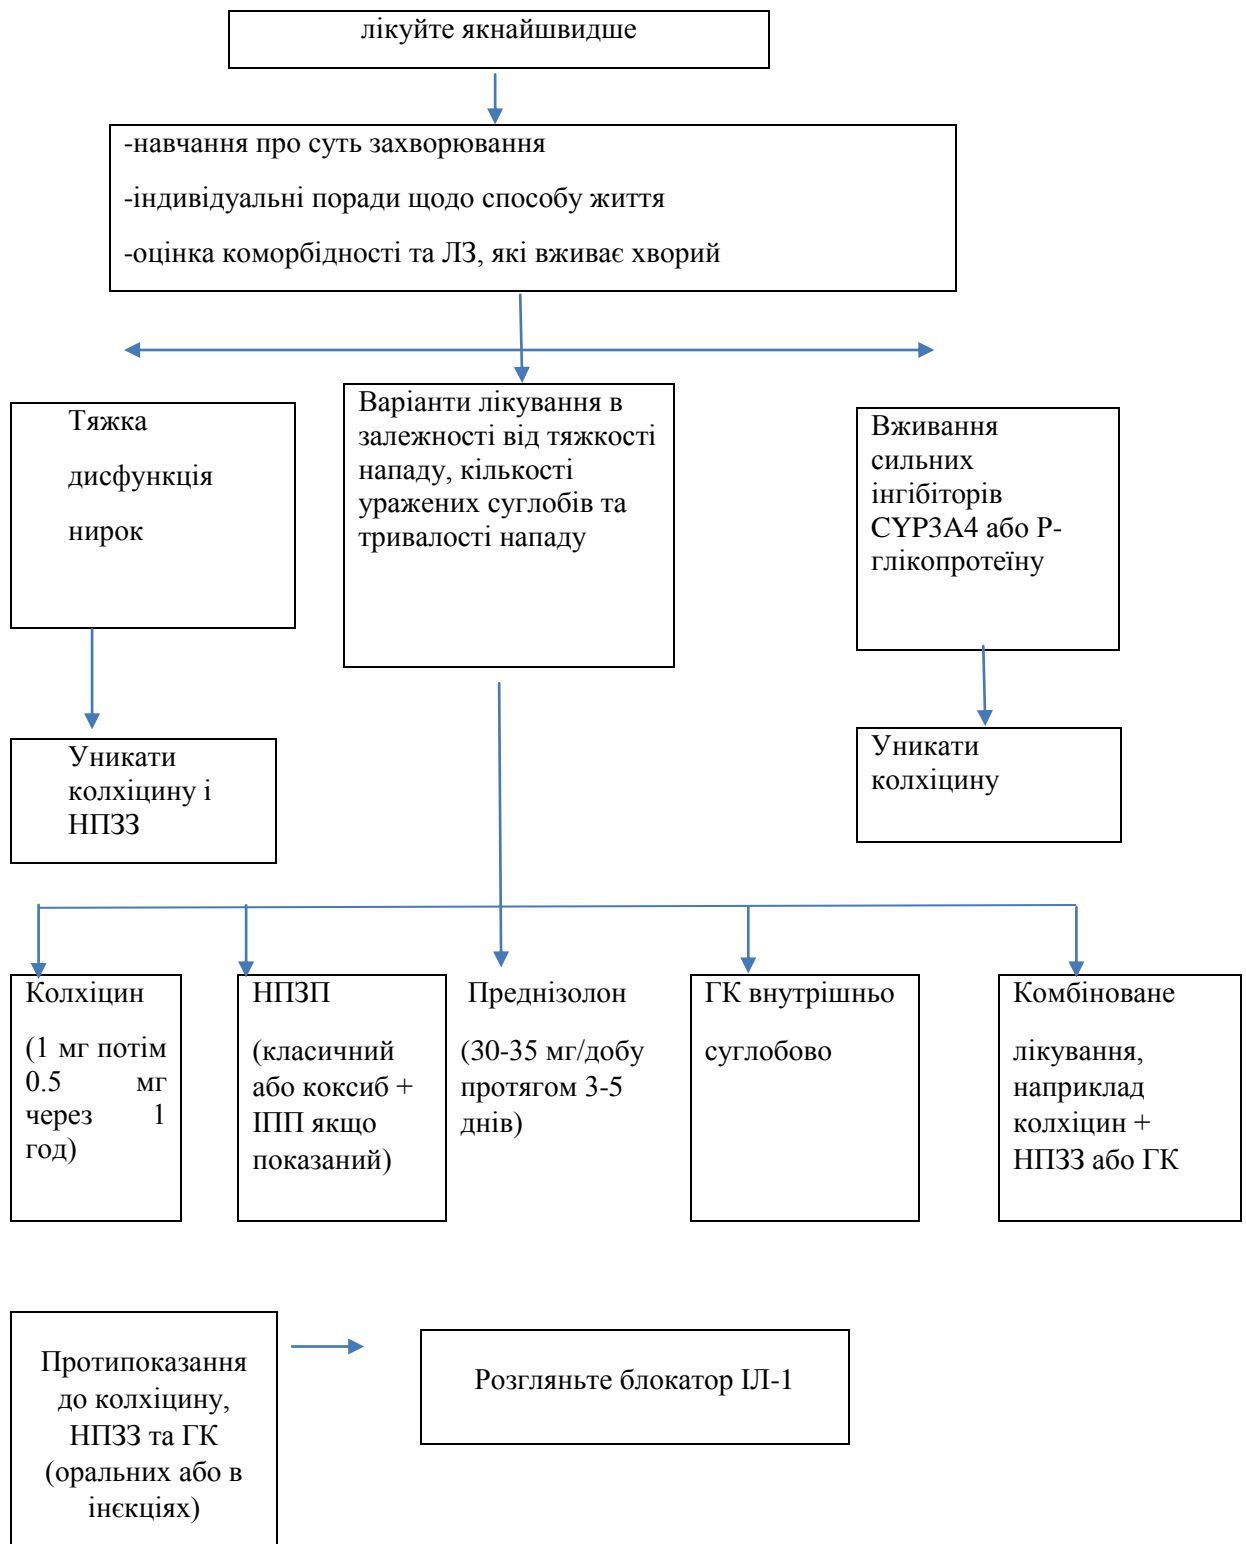 лікуйте якнайшвидше
-навчання про суть захворювання
-індивідуальні поради щодо способу життя
-оцінка коморбідності та ЛЗ, які вживає хворий
Тяжка
дисфункція
нирок
Варіанти лікування в
залежності від тяжкості
нападу, кількості
уражених суглобів та
тривалості нападу
Вживання
сильних
інгібіторів
CYP3A4 або Р-
глікопротеїну
Уникати
колхіцину і
НПЗЗ
Уникати
колхіцину
Колхіцин
(1 мг потім
0.5 мг
через 1
год)
НПЗП
(класичний
або коксиб +
ІПП якщо
показаний)
Преднізолон
(30-35 мг/добу
протягом 3-5
днів)
ГК внутрішньо
суглобово
Комбіноване
лікування,
наприклад
колхіцин +
НПЗЗ або ГК
Протипоказання
до колхіцину,
НПЗЗ та ГК
(оральних або в
інєкціях)
Розгляньте блокатор ІЛ-1